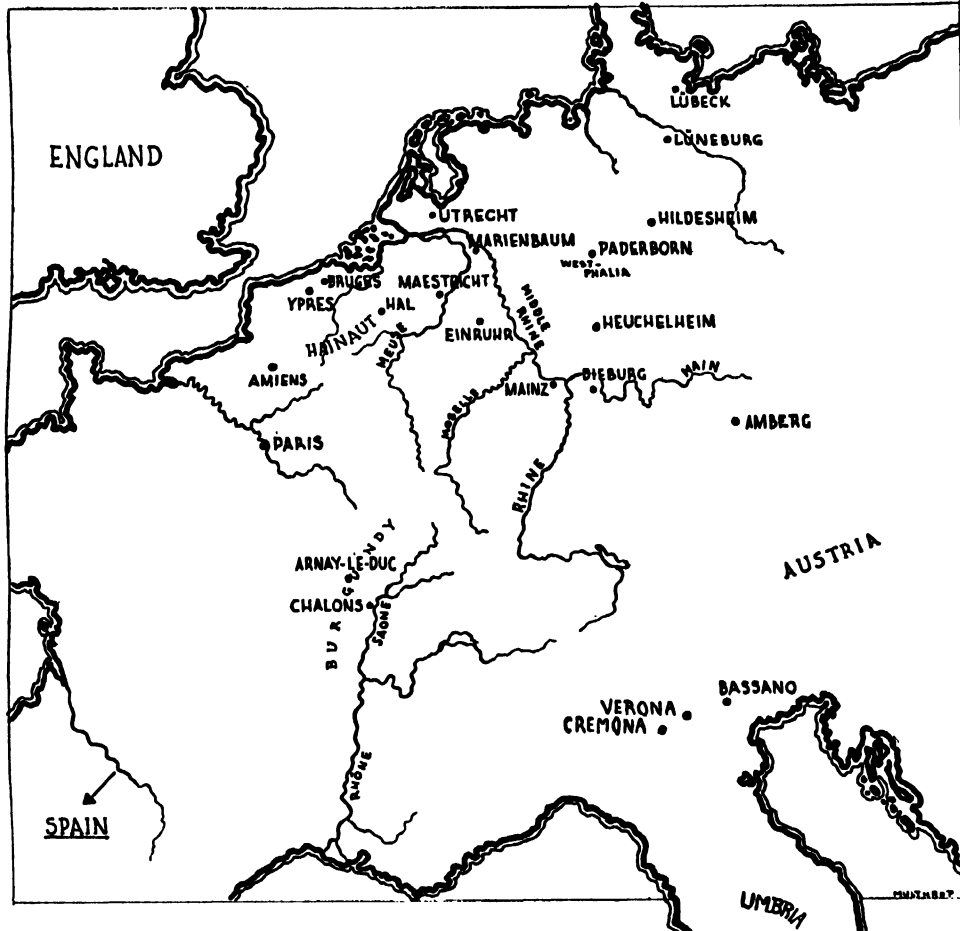 LÜBECK
LÜNEBURG
ENGLAND
UTRECHT
HILDESHEIM
MARIENBAUM
PADERBORN
WEST-
PHALIA
BRUGES
MAESTRICHT
YPRES
HAL
MIDDLE
RHINE
HAINAUT
MEUSE
EINRUHR
HEUCHELHEIM
AMIENS
MAINZ
DIEBURG
MAIN
MOSELLE
AMBERG
PARIS
RHINE
BURGUNDY
ARNAY-LE-DUC
AUSTRIA
CHALONS
SAONE
BASSANO
VERONA
CREMONA
RHÔNE
SPAIN
UMBRIA